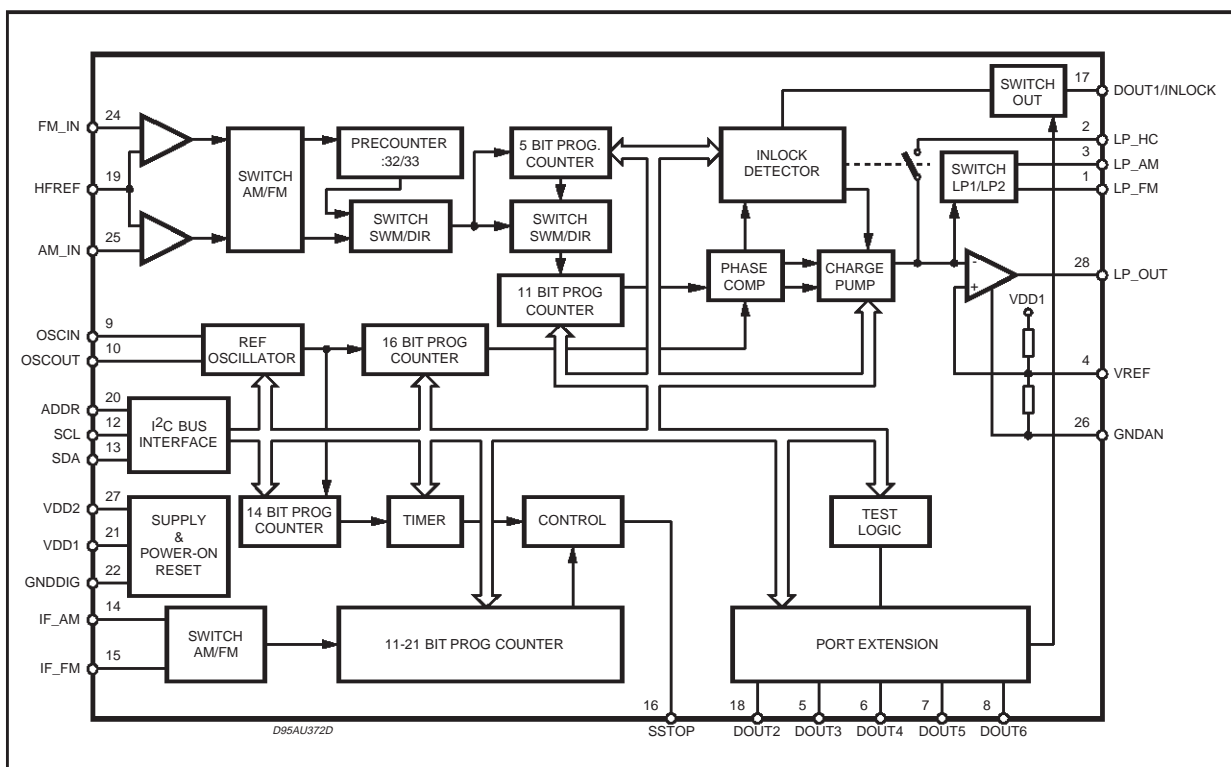 SWITCH
OUT
17
DOUT1/INLOCK
FM_IN
24
PRECOUNTER
:32/33
5 BIT PROG.
COUNTER
INLOCK
DETECTOR
2
LP_HC
3
LP_AM
SWITCH
LP1/LP2
1
LP_FM
HFREF
19
SWITCH
AM/FM
SWITCH
SWM/DIR
SWITCH
SWM/DIR
AM_IN
25
PHASE
COMP
CHARGE
PUMP
-
+
28
LP_OUT
11 BIT PROG
COUNTER
VDD1
OSCIN
9
OSCOUT
10
REF
OSCILLATOR
16 BIT PROG
COUNTER
4
VREF
ADDR
20
SCL
12
SDA
13
I2C BUS
INTERFACE
26
GNDAN
VDD2
27
VDD1
21
GNDDIG
22
SUPPLY
&
POWER-ON
RESET
14 BIT PROG
COUNTER
TIMER
CONTROL
TEST
LOGIC
IF_AM
14
IF_FM
15
SWITCH
AM/FM
11-21 BIT PROG COUNTER
PORT EXTENSION
16
SSTOP
18
DOUT2
5
DOUT3
6
DOUT4
7
DOUT5
8
DOUT6
D95AU372D